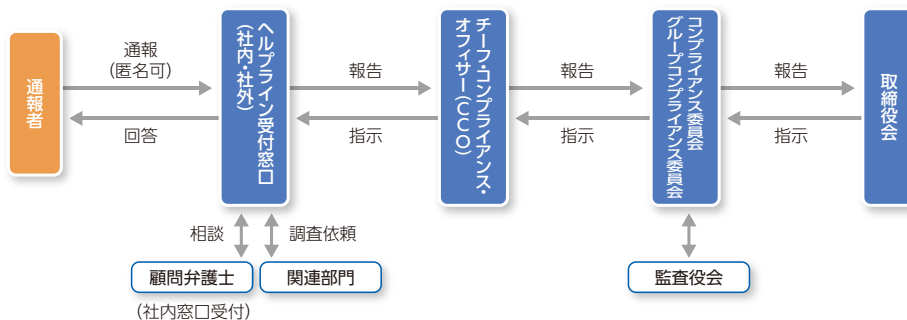 通報者
通報
(匿名可)
回答
ヘルプライン受付窓口
(社内・社外)
報告
指示
チーフ・コンプライアンス・
オフィサー(CCO)
報告
指示
コンプライアンス委員会
グループコンプライアンス委員会
報告
指示
取締役会
相談
調査依頼
顧問弁護士
関連部門
監査役会
(社内窓口受付)